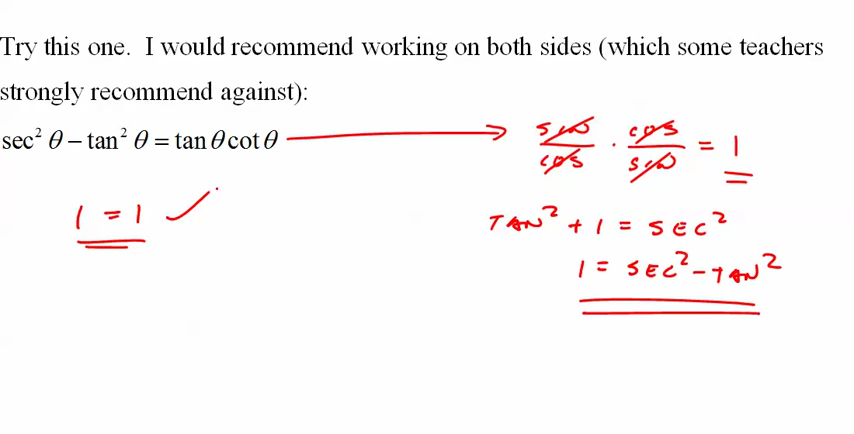 Try this one.  I would recommend working on both sides (which some teachers
strongly recommend against):
sec² θ – tan² θ = tan θ cot θ
sin/cos · cos/sin = 1
1 = 1 ✓
TAN² + 1 = SEC²
1 = SEC² – TAN²